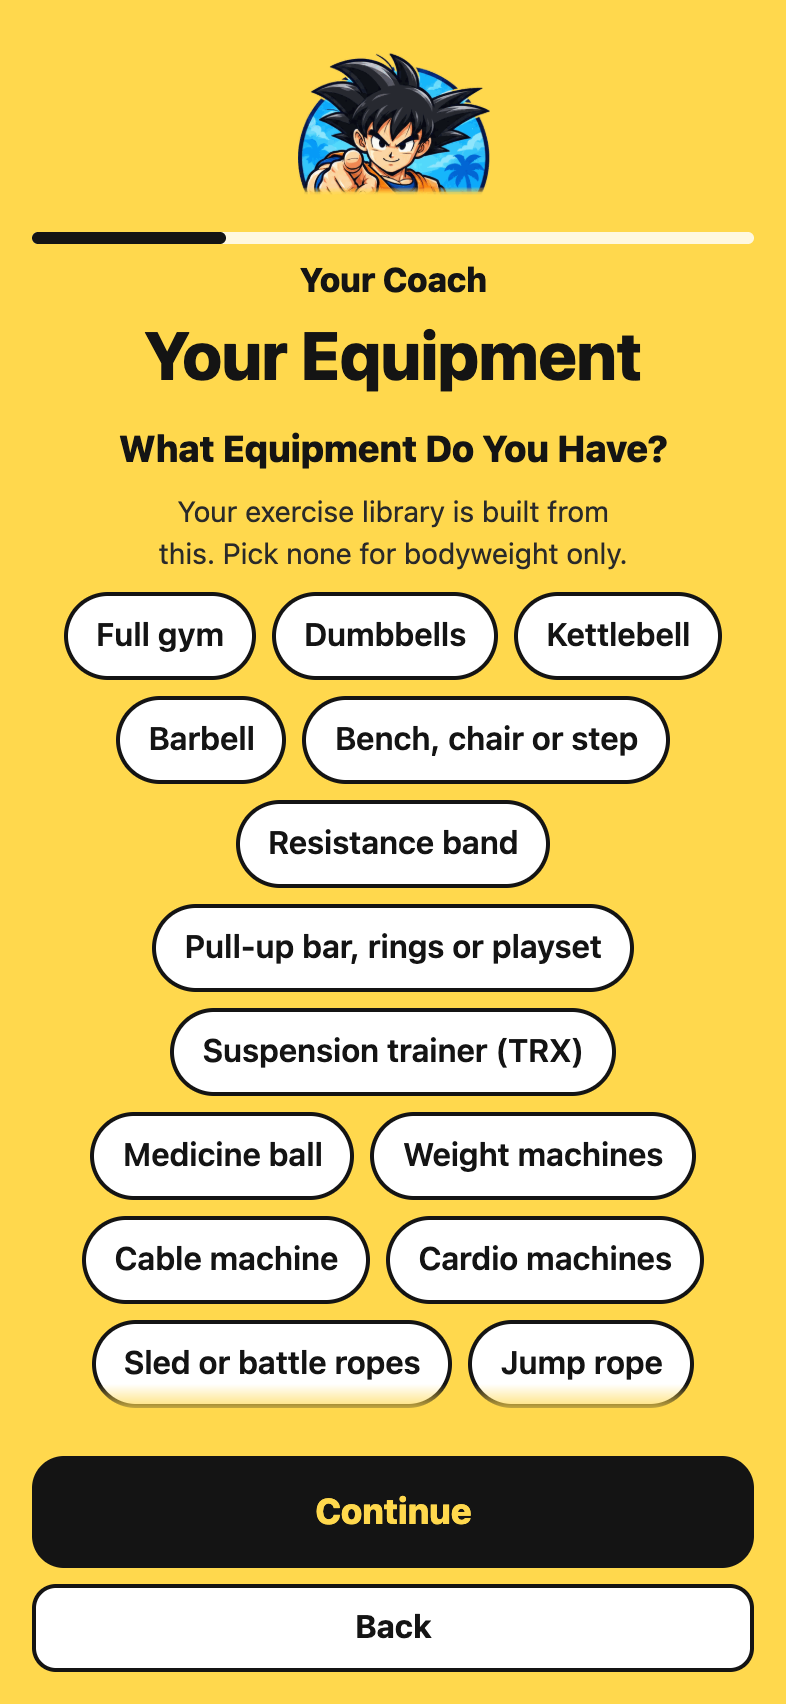 Your Coach
Your Equipment
What Equipment Do You Have?
Your exercise library is built from
this. Pick none for bodyweight only.
Full gym
Dumbbells
Kettlebell
Barbell
Bench, chair or step
Resistance band
Pull-up bar, rings or playset
Suspension trainer (TRX)
Medicine ball
Weight machines
Cable machine
Cardio machines
Sled or battle ropes
Jump rope
Continue
Back